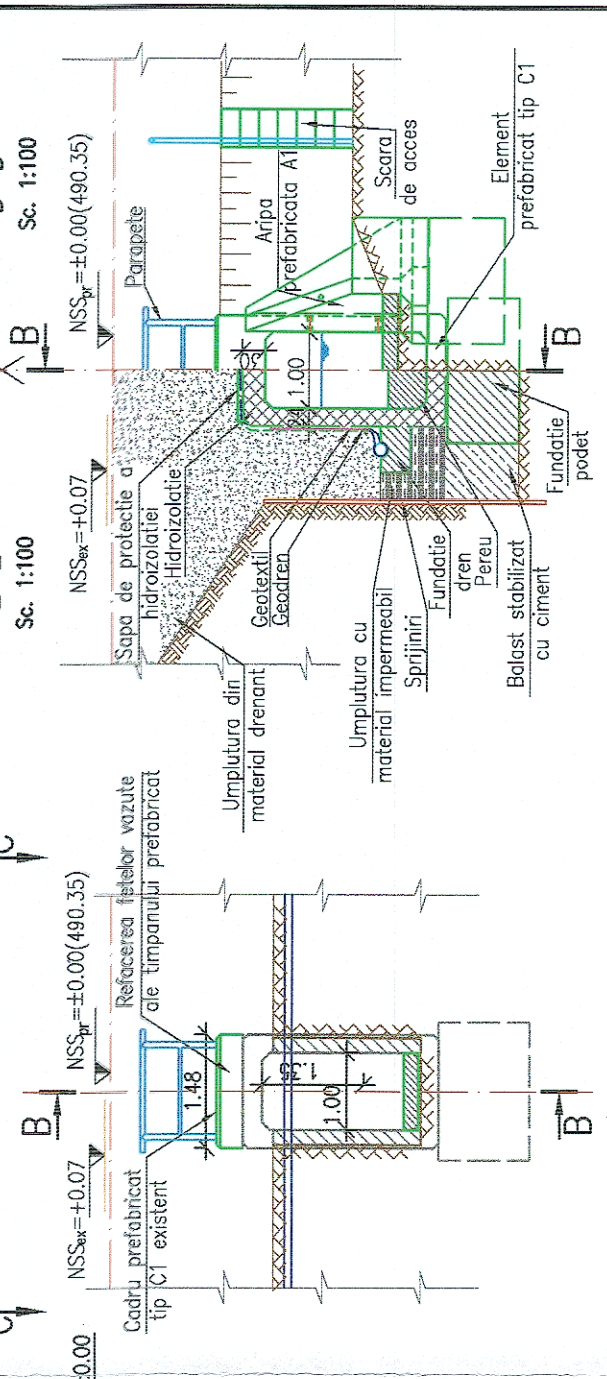 Sc. 1:100
NSSex=+0.07
NSSpr=±0.00(490.35)
B
Parapete
Sapa de protectie a
hidroizolatiei
Hidroizolatie
Geotextil
Geodren
Umplutura din
material drenant
Umplutura cu
material impermeabil
Sprijiniri
Fundatie
dren
Pereu
Balast stabilizat
cu ciment
Fundatie
podet
B
1.00
Aripa
prefabricata A1
Scara
de acces
Element
prefabricat tip C1
Sc. 1:100
C
C
±0.00
NSSex=+0.07
NSSpr=±0.00(490.35)
B
Cadru prefabricat
tip C1 existent
Refacerea fetelor vazute
ale timpanului prefabricat
1.48
1.35
1.00
B